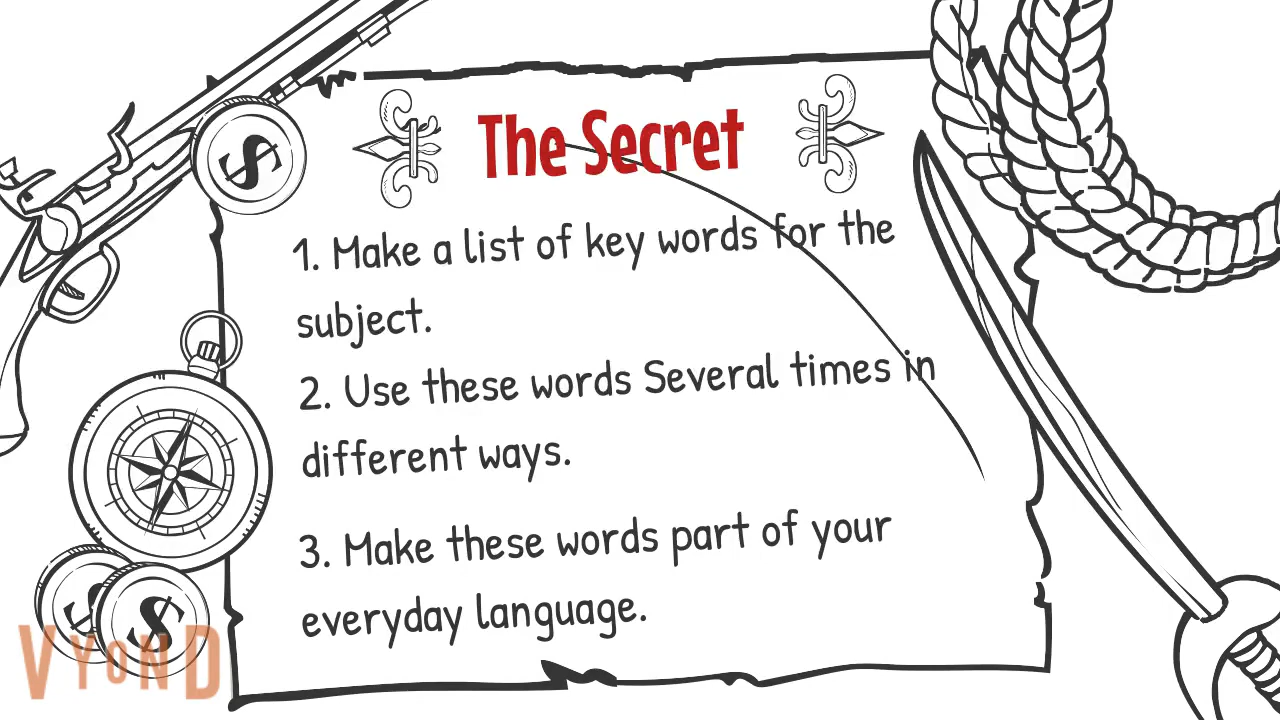 The Secret
1. Make a list of key words for the
subject.
2. Use these words Several times in
different ways.
3. Make these words part of your
everyday language.
VYONd